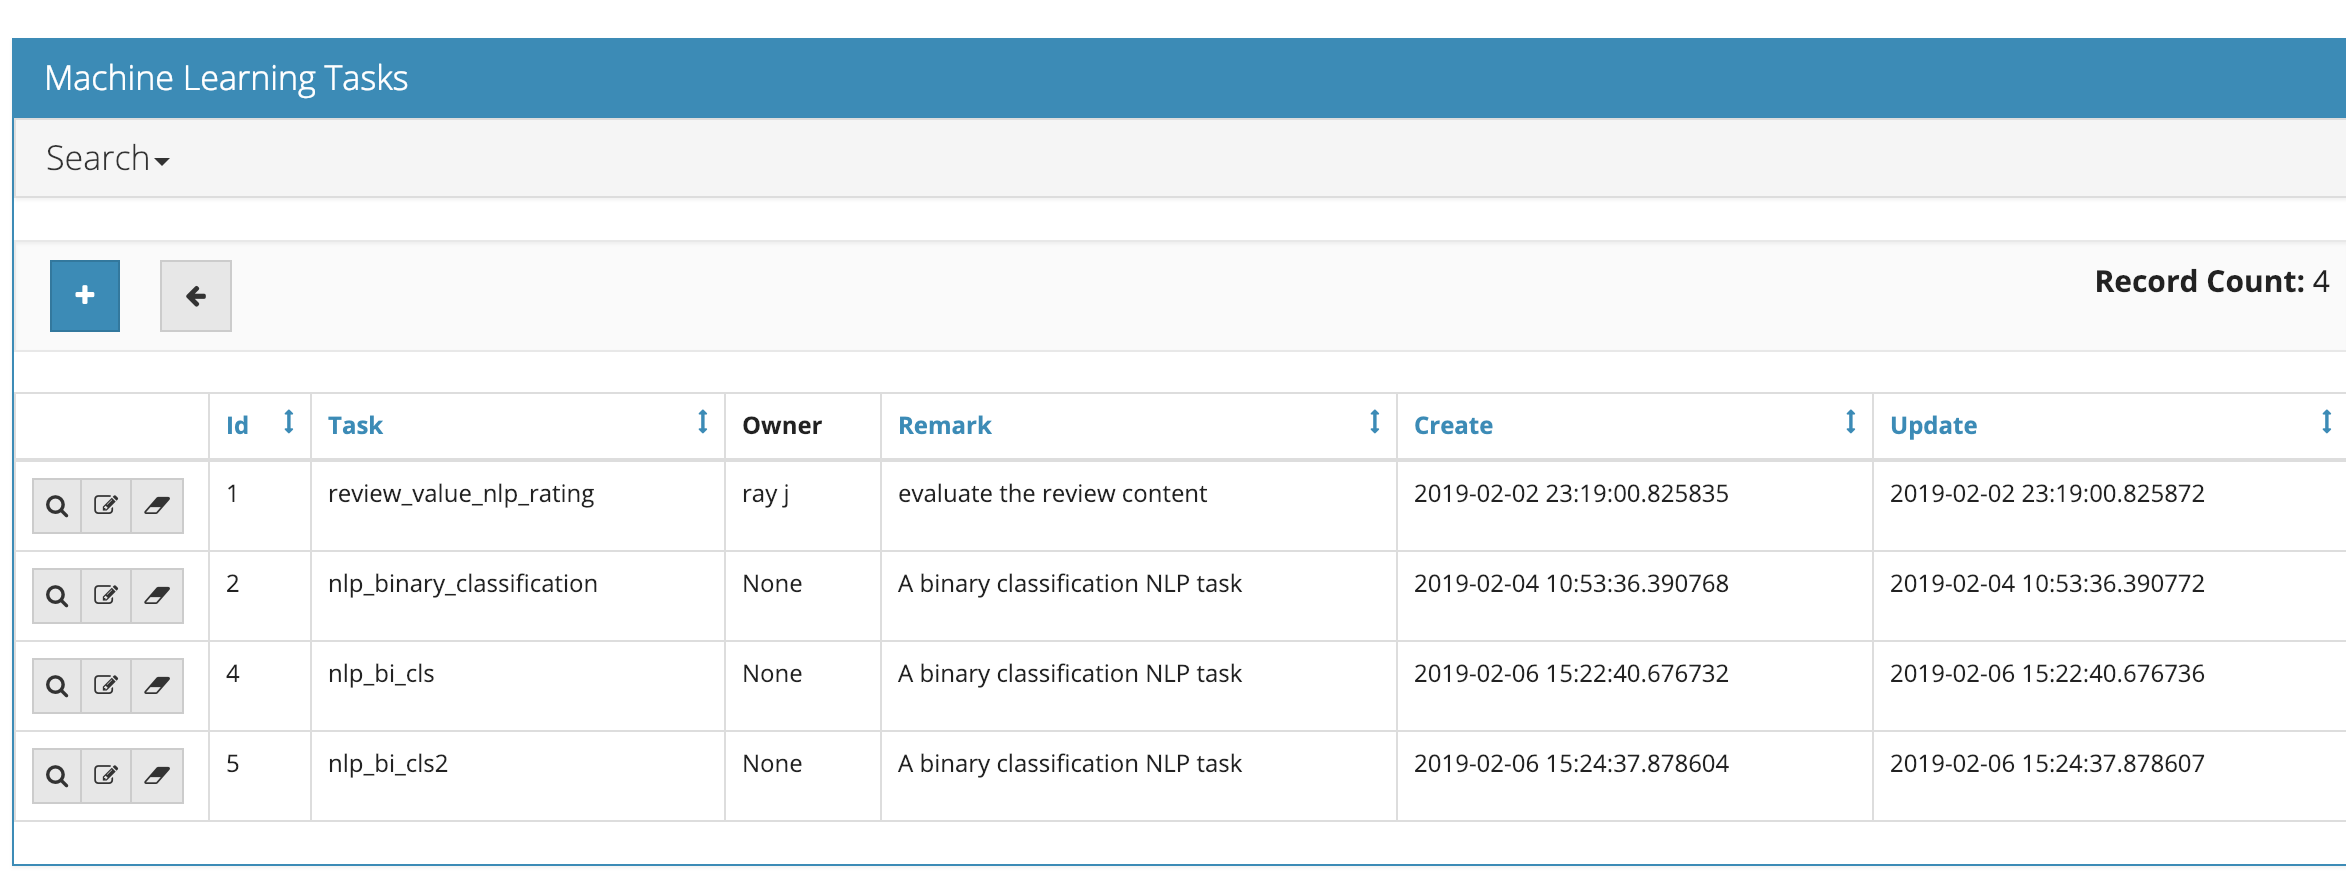 Machine Learning Tasks
Search
Record Count: 4
Id Task Owner Remark Create Update
1 review_value_nlp_rating ray j evaluate the review content 2019-02-02 23:19:00.825835 2019-02-02 23:19:00.825872
2 nlp_binary_classification None A binary classification NLP task 2019-02-04 10:53:36.390768 2019-02-04 10:53:36.390772
4 nlp_bi_cls None A binary classification NLP task 2019-02-06 15:22:40.676732 2019-02-06 15:22:40.676736
5 nlp_bi_cls2 None A binary classification NLP task 2019-02-06 15:24:37.878604 2019-02-06 15:24:37.878607